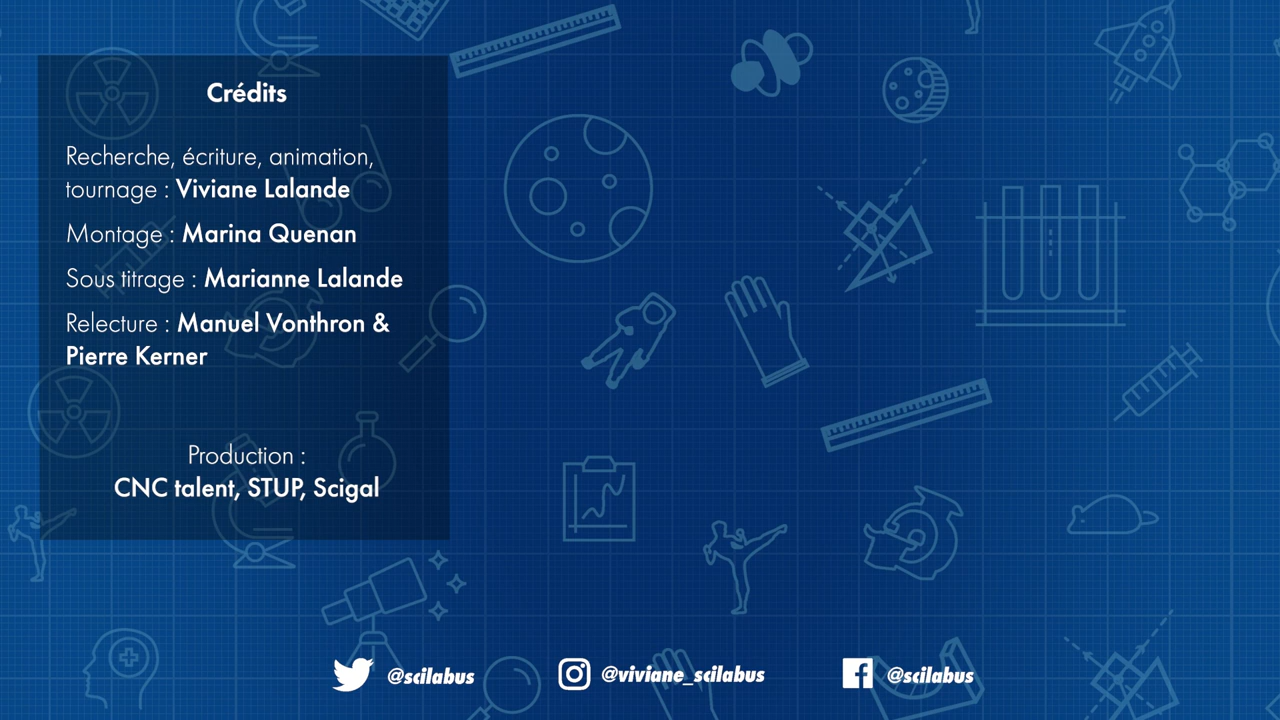 Crédits
Recherche, écriture, animation,
tournage : Viviane Lalande
Montage : Marina Quenan
Sous titrage : Marianne Lalande
Relecture : Manuel Vonthron &
Pierre Kerner
Production :
CNC talent, STUP, Scigal
@scilabus
@viviane_scilabus
@scilabus